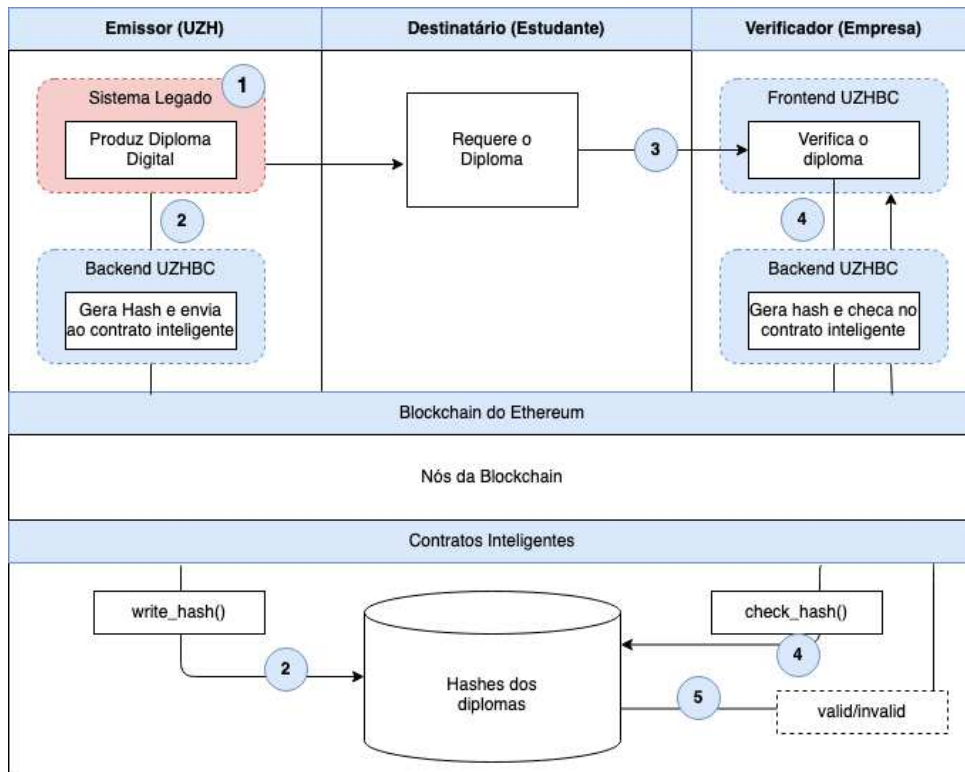 Emissor (UZH)
Destinatário (Estudante)
Verificador (Empresa)
1
Sistema Legado
Produz Diploma
Digital
Requere o
Diploma
3
Frontend UZHBC
Verifica o
diploma
2
4
Backend UZHBC
Gera Hash e envia
ao contrato inteligente
Backend UZHBC
Gera hash e checa no
contrato inteligente
Blockchain do Ethereum
Nós da Blockchain
Contratos Inteligentes
write_hash()
check_hash()
2
4
Hashes dos
diplomas
5
valid/invalid